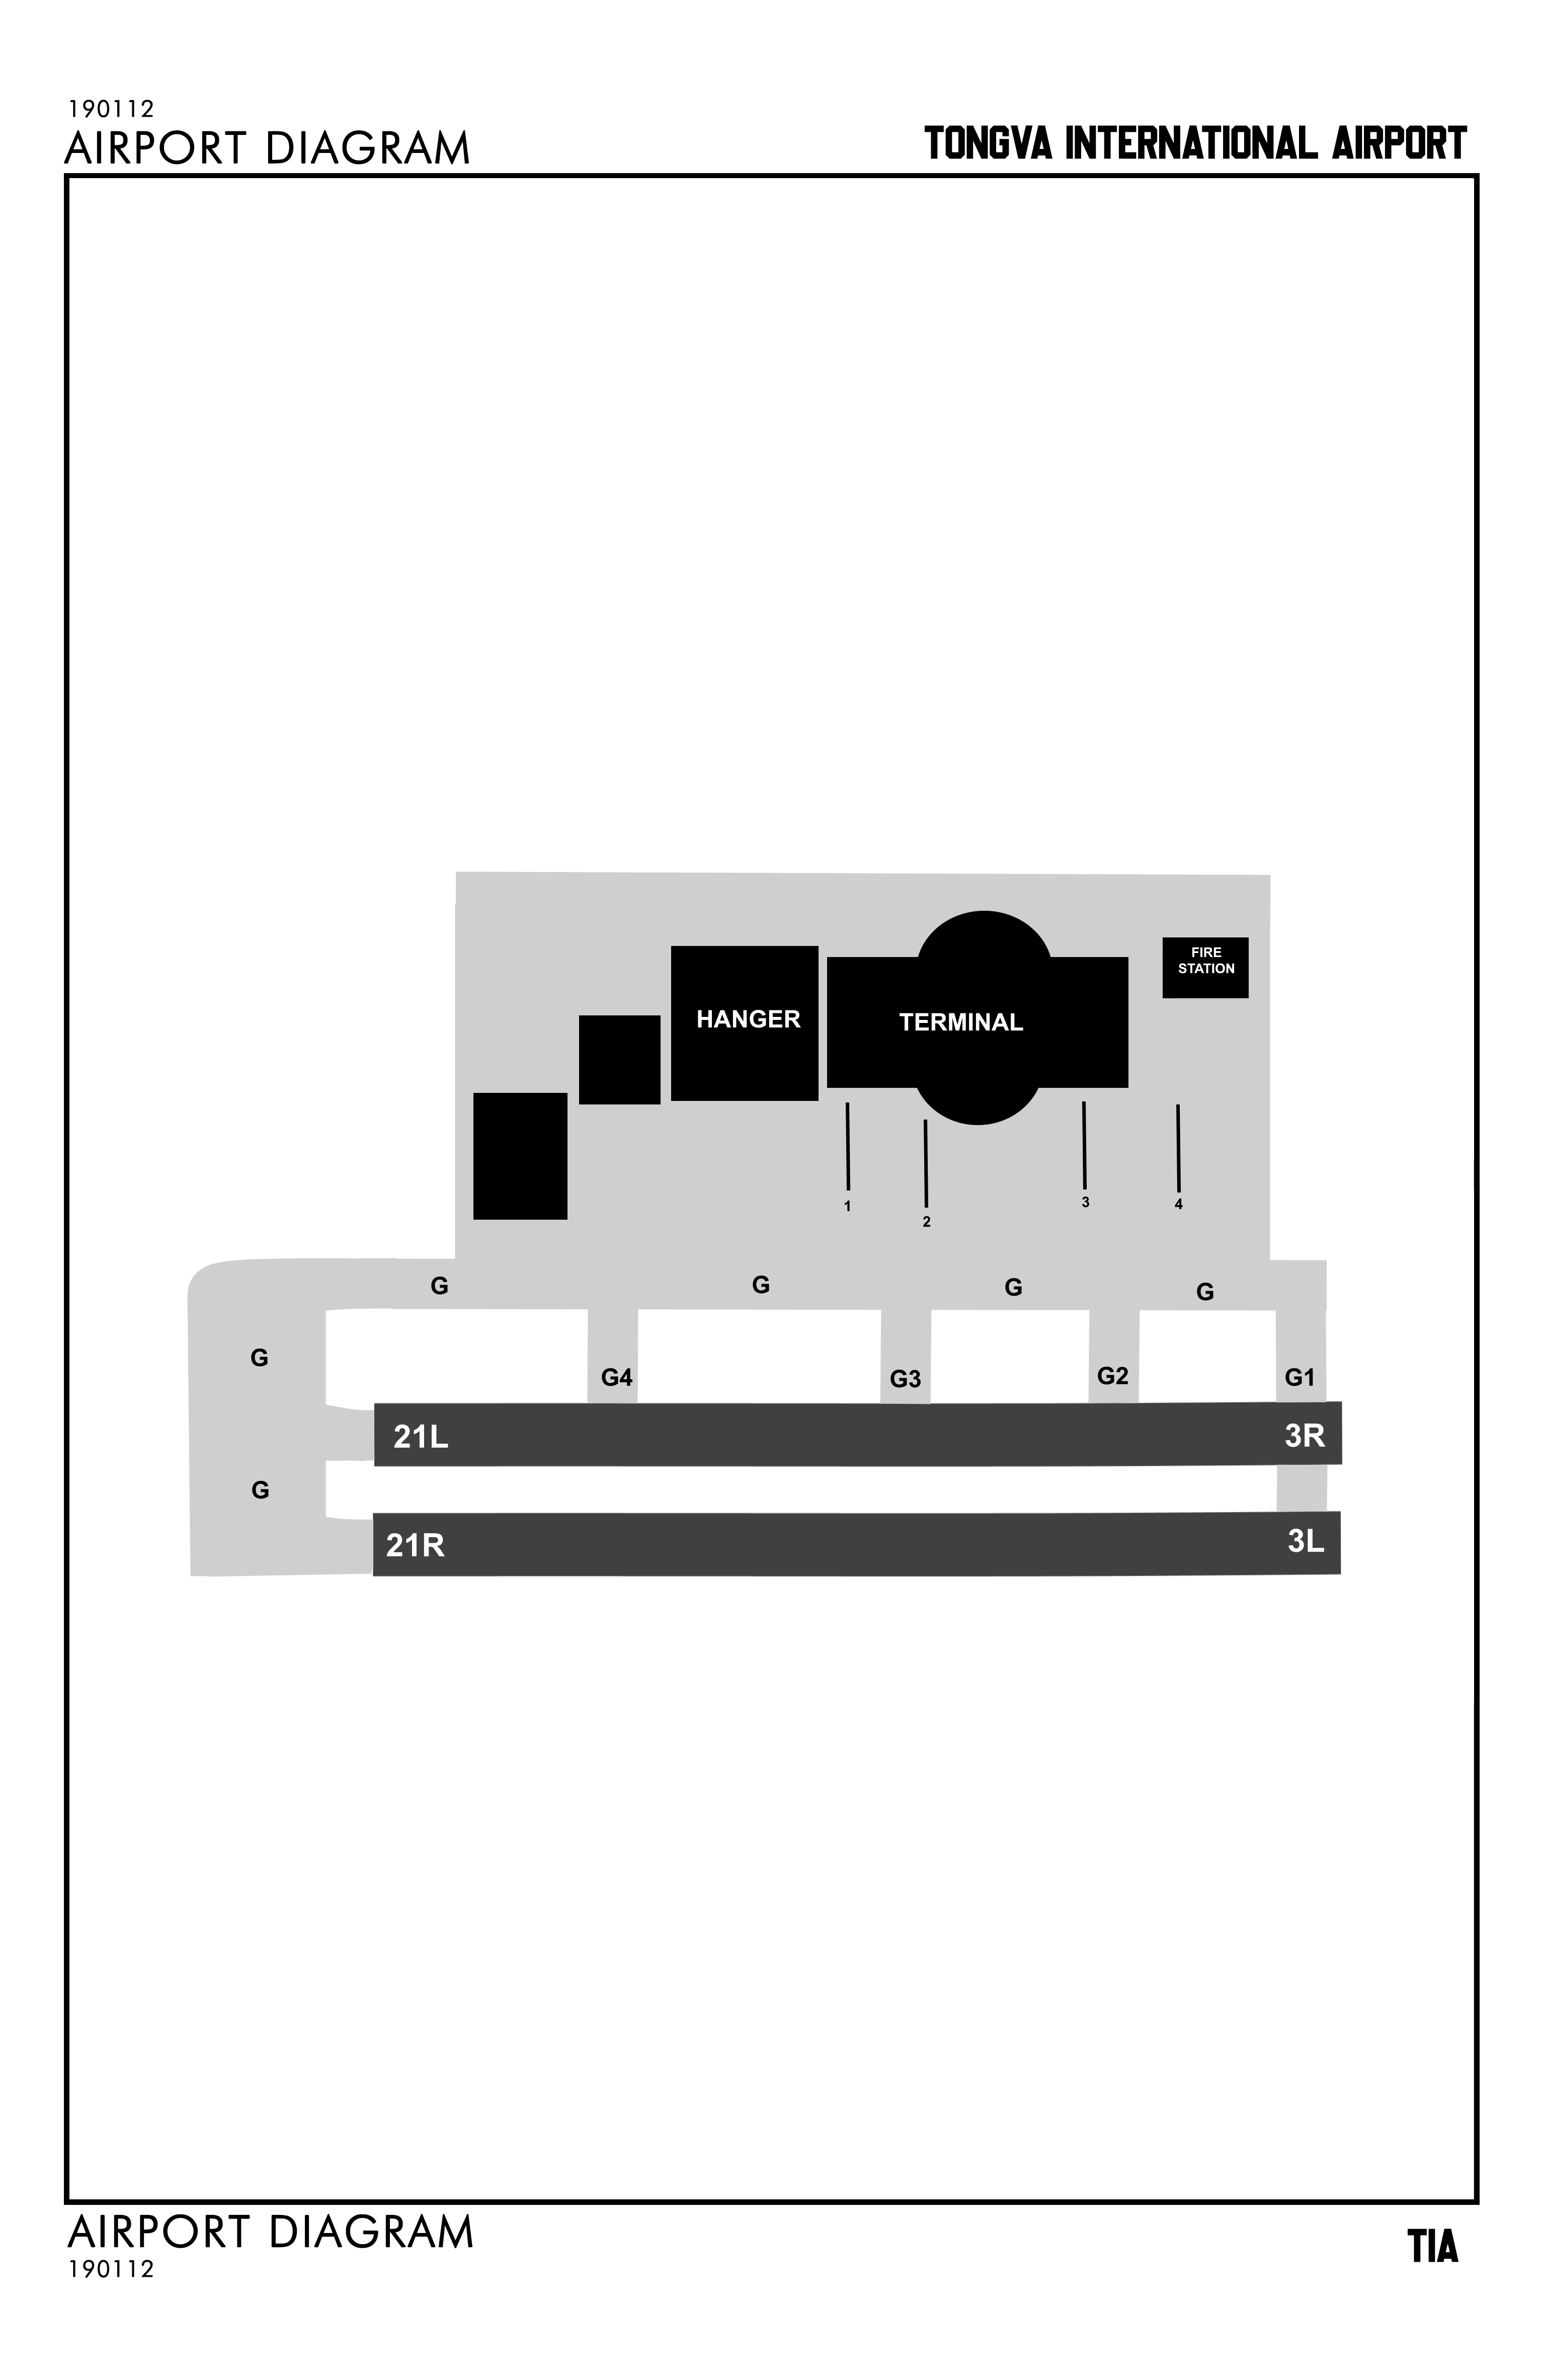 190112
AIRPORT DIAGRAM
TONGVA INTERNATIONAL AIRPORT
FIRE
STATION
HANGER
TERMINAL
1
2
3
4
G
G
G
G
G
G4
G3
G2
G1
21L
3R
G
21R
3L
AIRPORT DIAGRAM
190112
TIA